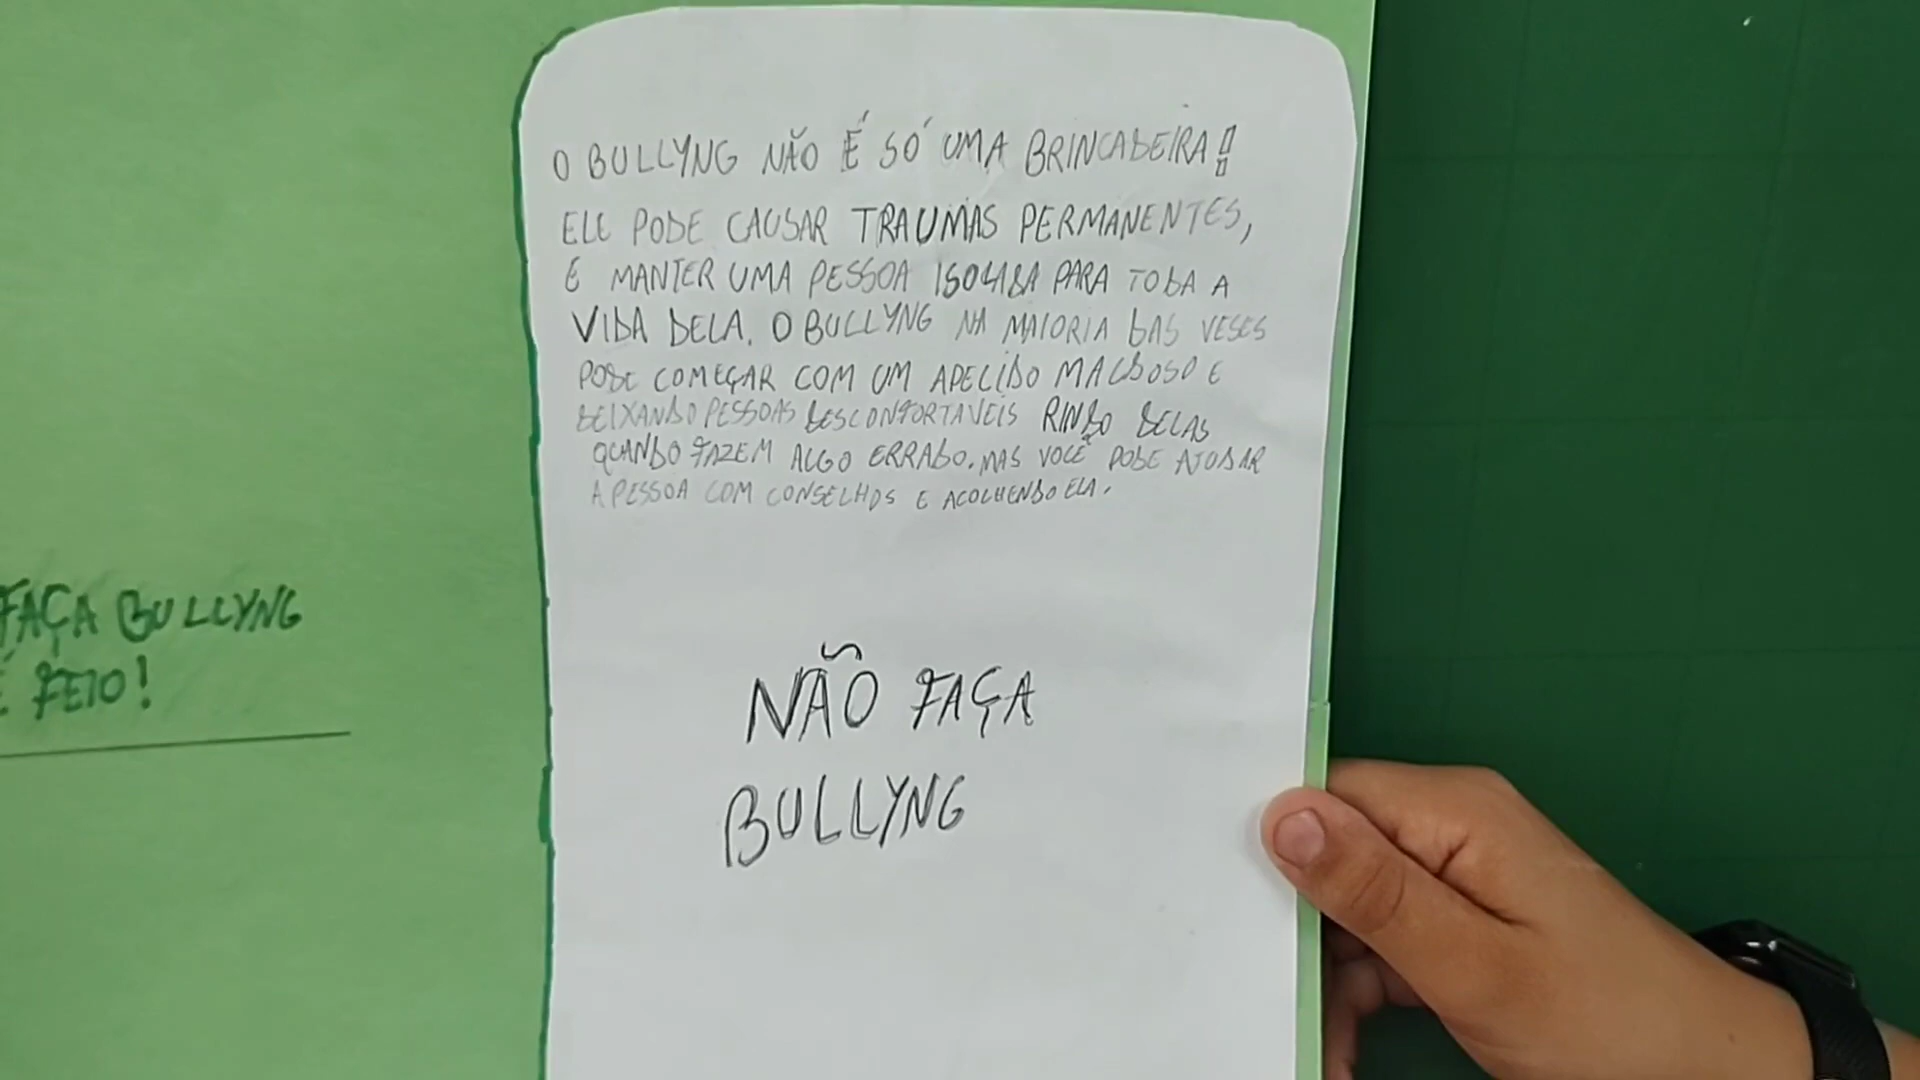 O BULLYNG NÃO É SÓ UMA BRINCADEIRA!
ELE PODE CAUSAR TRAUMAS PERMANENTES,
E MANTER UMA PESSOA ISOLADA PARA TODA A
VIDA DELA. O BULLYNG NA MAIORIA DAS VESES
PODE COMEÇAR COM UM APELIDO MALDOSO E
DEIXANDO PESSOAS DESCONFORTAVEIS RINDO DELAS
QUANDO FAZEM ALGO ERRADO. MAS VOCÊ PODE AJUDAR
A PESSOA COM CONSELHOS E ACOLHENDO ELA.
NÃO FAÇA
BULLYNG
FAÇA BULLYNG
É FEIO!